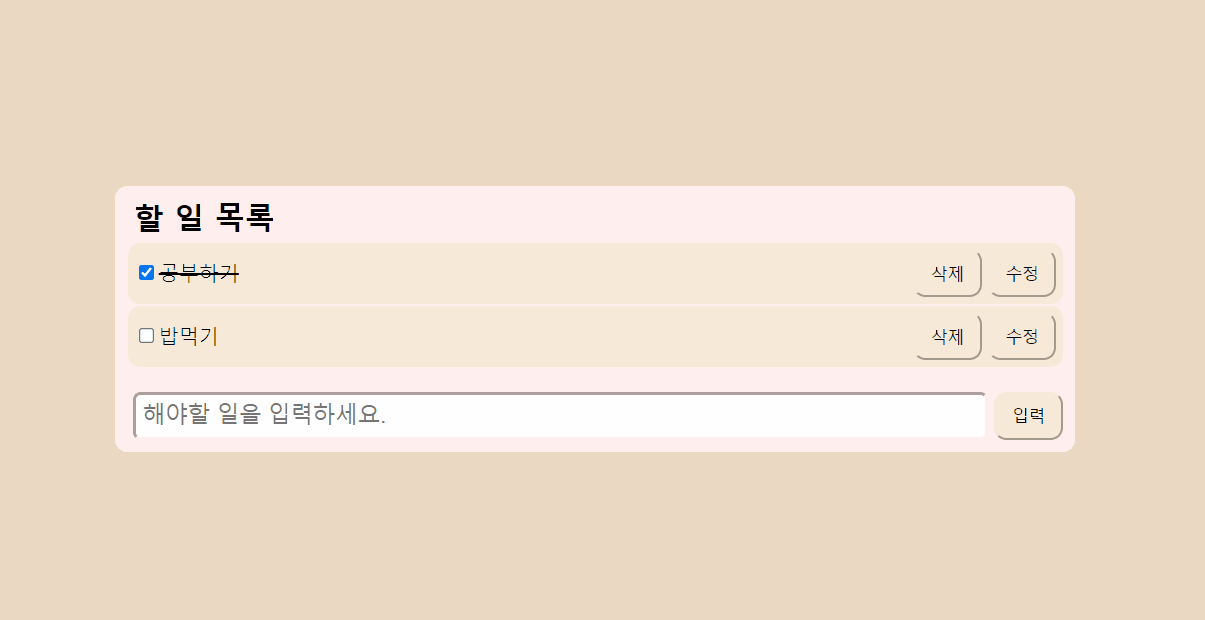 할 일 목록
공부하기 삭제 수정
밥먹기 삭제 수정
해야할 일을 입력하세요. 입력